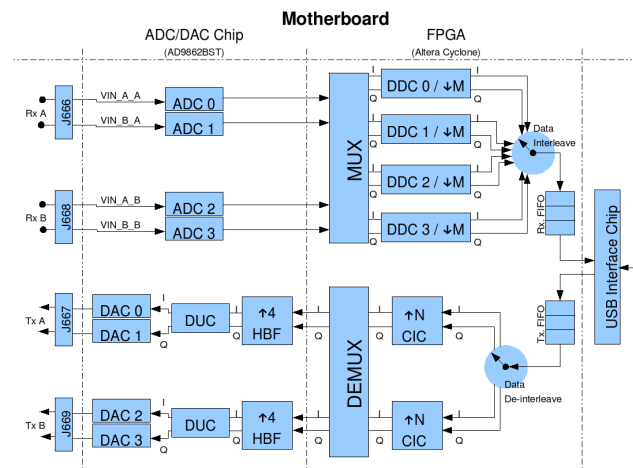 Motherboard
ADC/DAC Chip
(AD9862BST)
FPGA
(Altera Cyclone)
Rx A
J666
VIN_A_A
VIN_B_A
ADC 0
ADC 1
Rx B
J668
VIN_A_B
VIN_B_B
ADC 2
ADC 3
MUX
I
Q
DDC 0 / ↓M
I
Q
I
Q
DDC 1 / ↓M
I
Q
I
Q
DDC 2 / ↓M
I
Q
I
Q
DDC 3 / ↓M
I
Q
Data
Interleave
Rx. FIFO
USB Interface Chip
Tx. FIFO
Data
De-interleave
Tx A
J667
DAC 0
DAC 1
I
Q
DUC
I
Q
↑4
HBF
I
Q
DEMUX
I
Q
↑N
CIC
I
Q
Tx B
J669
DAC 2
DAC 3
I
Q
DUC
I
Q
↑4
HBF
I
Q
I
Q
↑N
CIC
I
Q